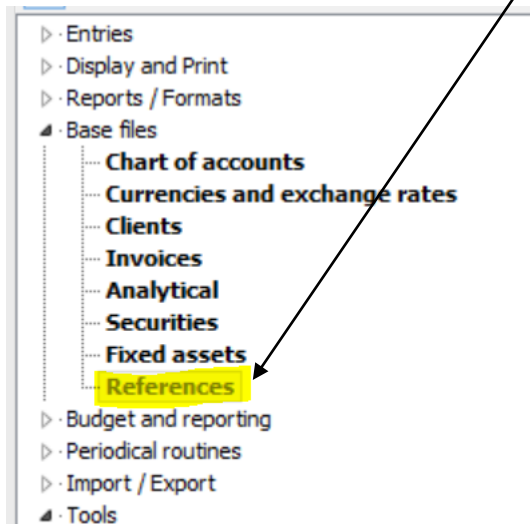 Entries
Display and Print
Reports / Formats
Base files
Chart of accounts
Currencies and exchange rates
Clients
Invoices
Analytical
Securities
Fixed assets
References
Budget and reporting
Periodical routines
Import / Export
Tools